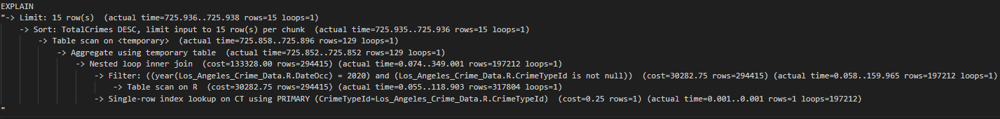 EXPLAIN
"-> Limit: 15 row(s)  (actual time=725.936..725.938 rows=15 loops=1)
    -> Sort: TotalCrimes DESC, limit input to 15 row(s) per chunk  (actual time=725.935..725.936 rows=15 loops=1)
        -> Table scan on <temporary>  (actual time=725.858..725.896 rows=129 loops=1)
            -> Aggregate using temporary table  (actual time=725.852..725.852 rows=129 loops=1)
                -> Nested loop inner join  (cost=133328.00 rows=294415) (actual time=0.074..349.001 rows=197212 loops=1)
                    -> Filter: ((year(Los_Angeles_Crime_Data.R.DateOcc) = 2020) and (Los_Angeles_Crime_Data.R.CrimeTypeId is not null))  (cost=30282.75 rows=294415) (actual time=0.058..159.965 rows=197212 loops=1)
                        -> Table scan on R  (cost=30282.75 rows=294415) (actual time=0.055..118.903 rows=317804 loops=1)
                    -> Single-row index lookup on CT using PRIMARY (CrimeTypeId=Los_Angeles_Crime_Data.R.CrimeTypeId)  (cost=0.25 rows=1) (actual time=0.001..0.001 rows=1 loops=197212)
"